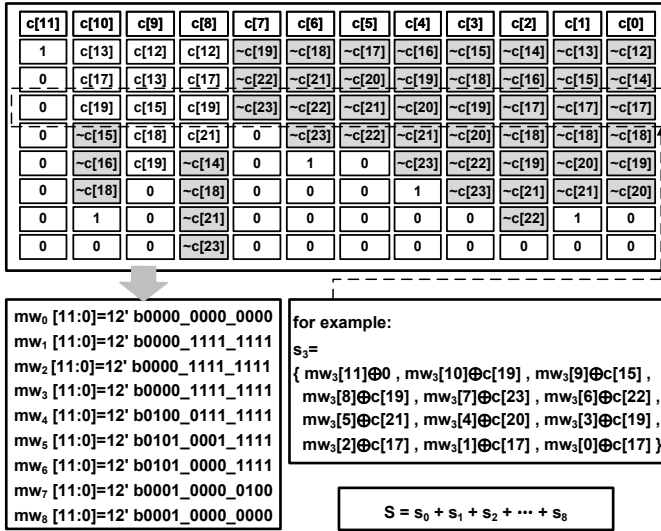 c[11] c[10] c[9] c[8] c[7] c[6] c[5] c[4] c[3] c[2] c[1] c[0]
1 c[13] c[12] c[12] ~c[19] ~c[18] ~c[17] ~c[16] ~c[15] ~c[14] ~c[13] ~c[12]
0 c[17] c[13] c[17] ~c[22] ~c[21] ~c[20] ~c[19] ~c[18] ~c[16] ~c[15] ~c[14]
0 c[19] c[15] c[19] ~c[23] ~c[22] ~c[21] ~c[20] ~c[19] ~c[17] ~c[17] ~c[17]
0 ~c[15] c[18] c[21] 0 ~c[23] ~c[22] ~c[21] ~c[20] ~c[18] ~c[18] ~c[18]
0 ~c[16] c[19] ~c[14] 0 1 0 ~c[23] ~c[22] ~c[19] ~c[20] ~c[19]
0 ~c[18] 0 ~c[18] 0 0 0 1 ~c[23] ~c[21] ~c[21] ~c[20]
0 1 0 ~c[21] 0 0 0 0 0 ~c[22] 1 0
0 0 0 ~c[23] 0 0 0 0 0 0 0 0
mw₀ [11:0]=12' b0000_0000_0000
mw₁ [11:0]=12' b0000_1111_1111
mw₂ [11:0]=12' b0000_1111_1111
mw₃ [11:0]=12' b0000_1111_1111
mw₄ [11:0]=12' b0100_0111_1111
mw₅ [11:0]=12' b0101_0001_1111
mw₆ [11:0]=12' b0101_0000_1111
mw₇ [11:0]=12' b0001_0000_0100
mw₈ [11:0]=12' b0001_0000_0000
for example:
s₃=
{ mw₃[11]⊕0 , mw₃[10]⊕c[19] , mw₃[9]⊕c[15] ,
mw₃[8]⊕c[19] , mw₃[7]⊕c[23] , mw₃[6]⊕c[22] ,
mw₃[5]⊕c[21] , mw₃[4]⊕c[20] , mw₃[3]⊕c[19] ,
mw₃[2]⊕c[17] , mw₃[1]⊕c[17] , mw₃[0]⊕c[17] }
S = s₀ + s₁ + s₂ + ··· + s₈